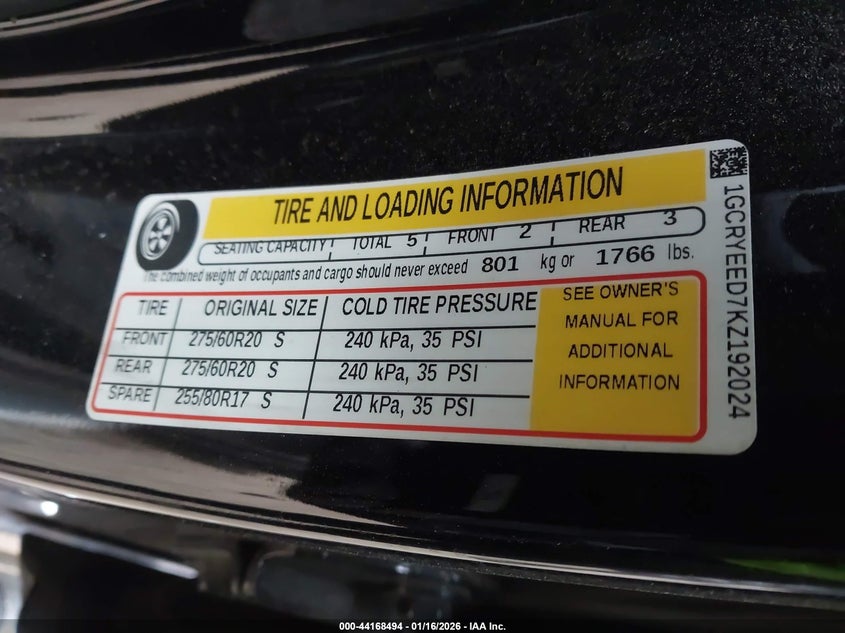 TIRE AND LOADING INFORMATION
SEATING CAPACITY TOTAL 5 FRONT 2 REAR 3
The combined weight of occupants and cargo should never exceed 801 kg or 1766 lbs.
TIRE ORIGINAL SIZE COLD TIRE PRESSURE
FRONT 275/60R20 S 240 kPa, 35 PSI
REAR 275/60R20 S 240 kPa, 35 PSI
SPARE 255/80R17 S 240 kPa, 35 PSI
SEE OWNER'S
MANUAL FOR
ADDITIONAL
INFORMATION
1GCRYEED7KZ192024
000-44168494 - 01/16/2026 - IAA Inc.